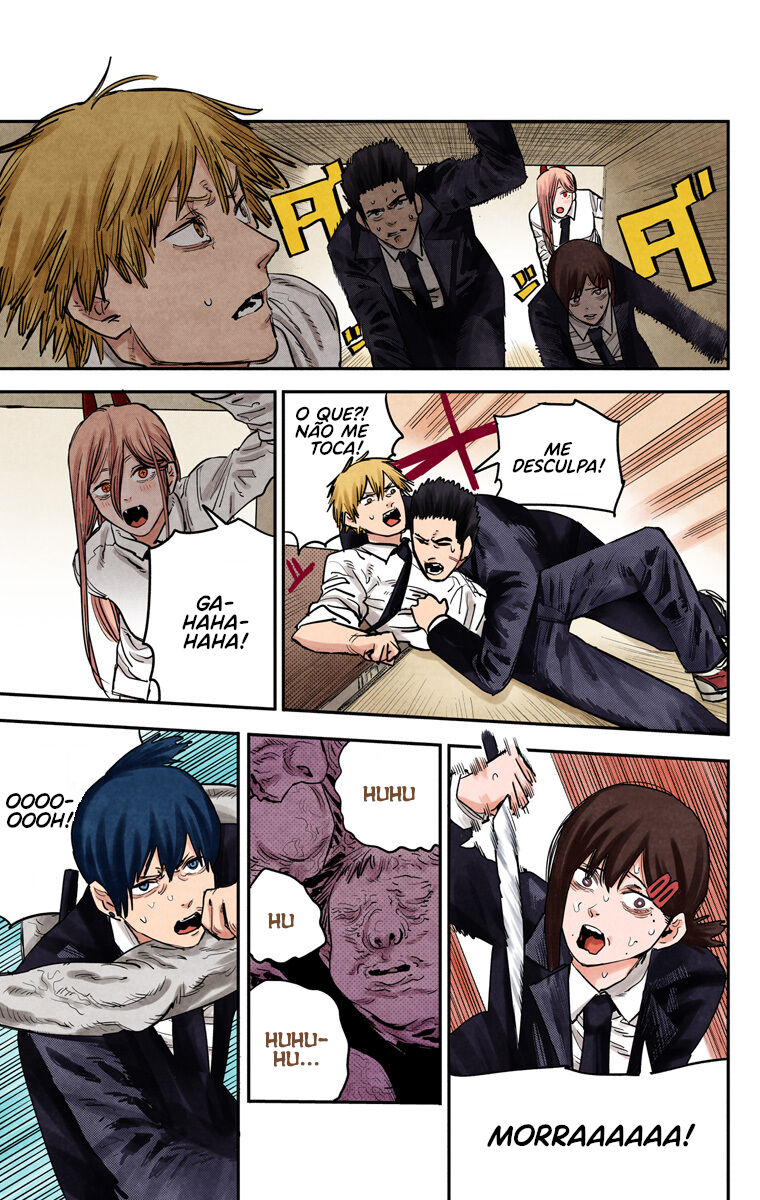 ME
DESCULPA!
O QUE?!
NÃO ME
TOCA!
GA-
HAHA-
HAHA!
MORRAAAAAA!
HUHU
HU
HUHU-
HU...
OOOO-
OOOH!